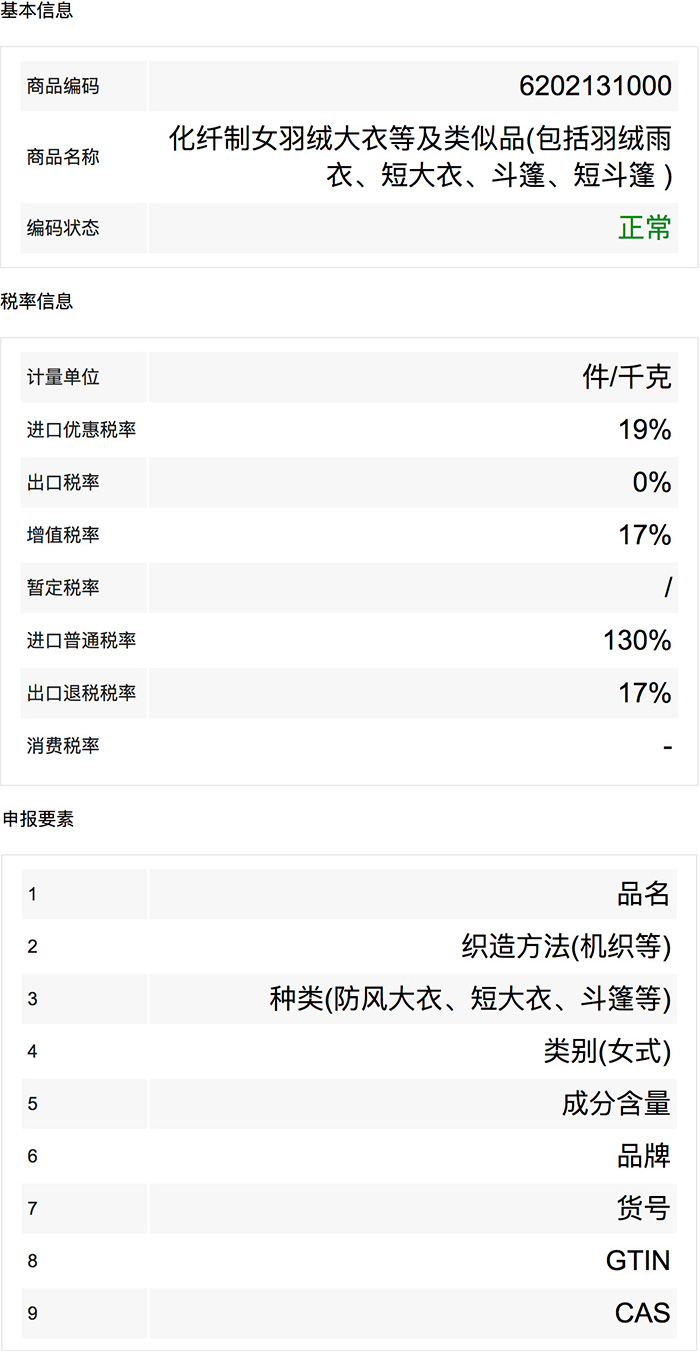 基本信息
商品编码 6202131000
商品名称 化纤制女羽绒大衣等及类似品(包括羽绒雨
衣、短大衣、斗篷、短斗篷 )
编码状态 正常
税率信息
计量单位 件/千克
进口优惠税率 19%
出口税率 0%
增值税率 17%
暂定税率 /
进口普通税率 130%
出口退税税率 17%
消费税率 -
申报要素
1 品名
2 织造方法(机织等)
3 种类(防风大衣、短大衣、斗篷等)
4 类别(女式)
5 成分含量
6 品牌
7 货号
8 GTIN
9 CAS